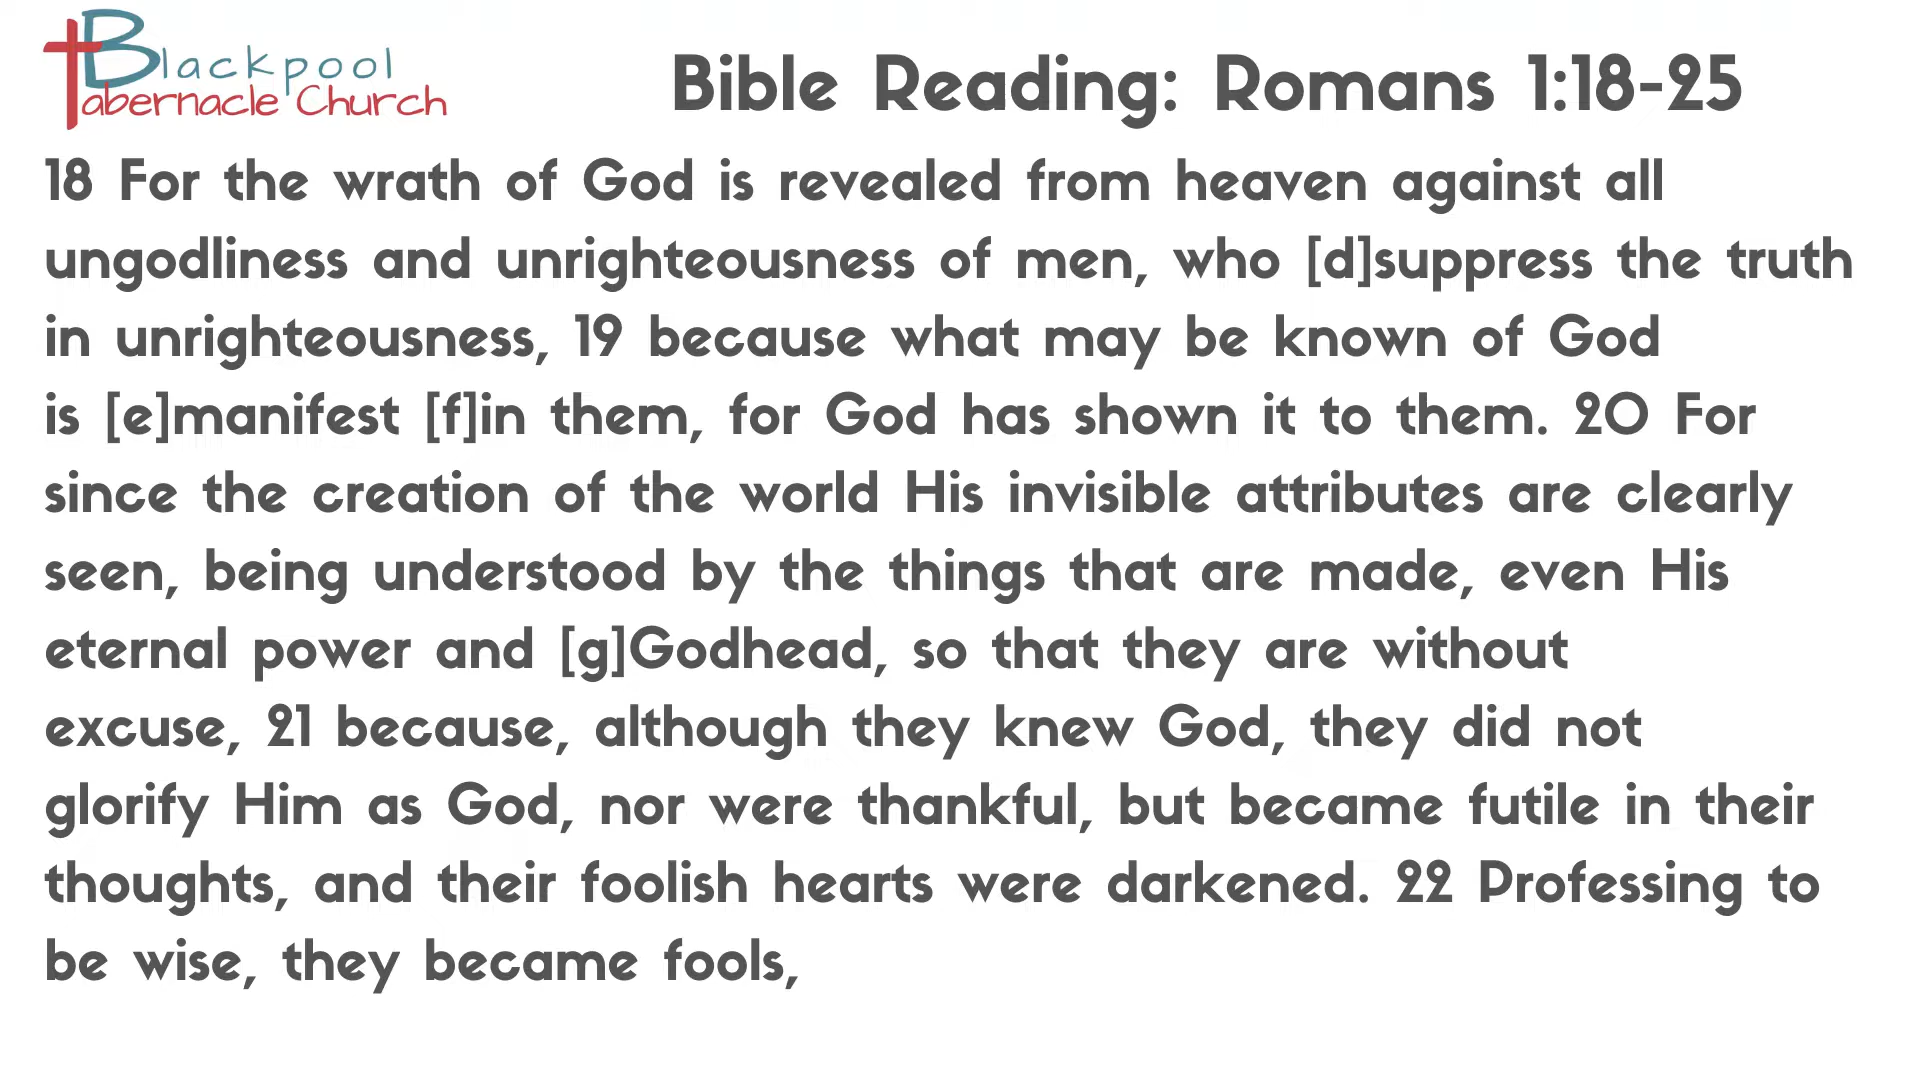 Blackpool
Tabernacle Church
Bible Reading: Romans 1:18-25
18 For the wrath of God is revealed from heaven against all
ungodliness and unrighteousness of men, who [d]suppress the truth
in unrighteousness, 19 because what may be known of God
is [e]manifest [f]in them, for God has shown it to them. 20 For
since the creation of the world His invisible attributes are clearly
seen, being understood by the things that are made, even His
eternal power and [g]Godhead, so that they are without
excuse, 21 because, although they knew God, they did not
glorify Him as God, nor were thankful, but became futile in their
thoughts, and their foolish hearts were darkened. 22 Professing to
be wise, they became fools,